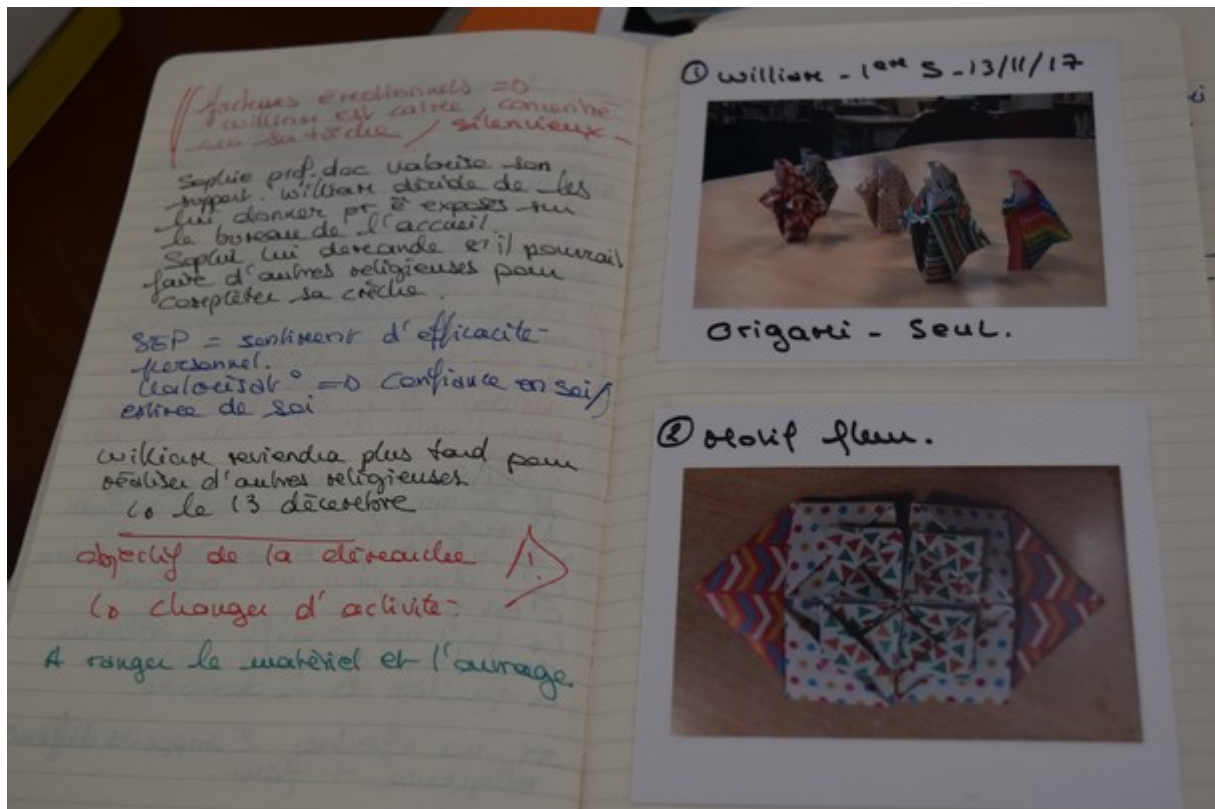 facteurs émotionnels =0
William est calme, concentré
sur sa tâche / silencieux -
Sophie prof. doc valorise son
support. William décide de les
lui donner pr ê exposés sur
le bureau de l'accueil.
Sophie lui demande s'il pourrait
faire d'autres religieuses pour
compléter sa crèche.
SEP = sentiment d'efficacité-
personnel.
Valorisat° =0 Confiance en soi/
estime de soi
William reviendra plus tard pour
réaliser d'autres religieuses
le 13 décembre
objectif de la démarche /!\
changer d'activité-
A ranger le matériel et l'ouvrage.
① William - 1ère S - 13/11/17
Origami - Seul.
② Motif fleur.